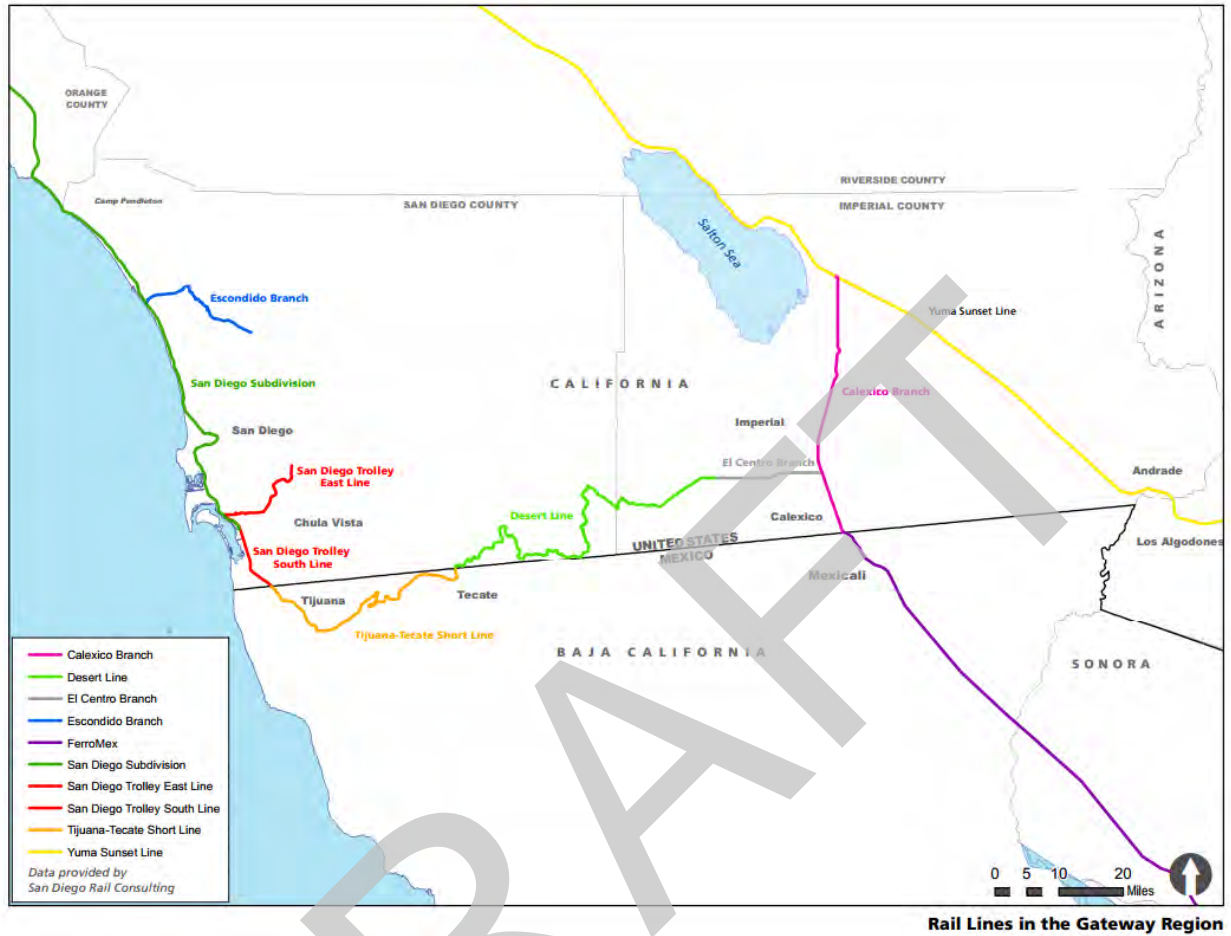 ORANGE
COUNTY
Camp Pendleton
SAN DIEGO COUNTY
RIVERSIDE COUNTY
IMPERIAL COUNTY
Salton Sea
ARIZONA
Escondido Branch
Yuma Sunset Line
San Diego Subdivision
CALIFORNIA
Calexico Branch
San Diego
Imperial
El Centro Branch
San Diego Trolley
East Line
Andrade
Chula Vista
Desert Line
Calexico
UNITED STATES
MEXICO
Los Algodones
San Diego Trolley
South Line
Mexicali
Tijuana
Tecate
Tijuana-Tecate Short Line
BAJA CALIFORNIA
SONORA
Calexico Branch
Desert Line
El Centro Branch
Escondido Branch
FerroMex
San Diego Subdivision
San Diego Trolley East Line
San Diego Trolley South Line
Tijuana-Tecate Short Line
Yuma Sunset Line
Data provided by
San Diego Rail Consulting
0 5 10 20
Miles
Rail Lines in the Gateway Region
DRAFT